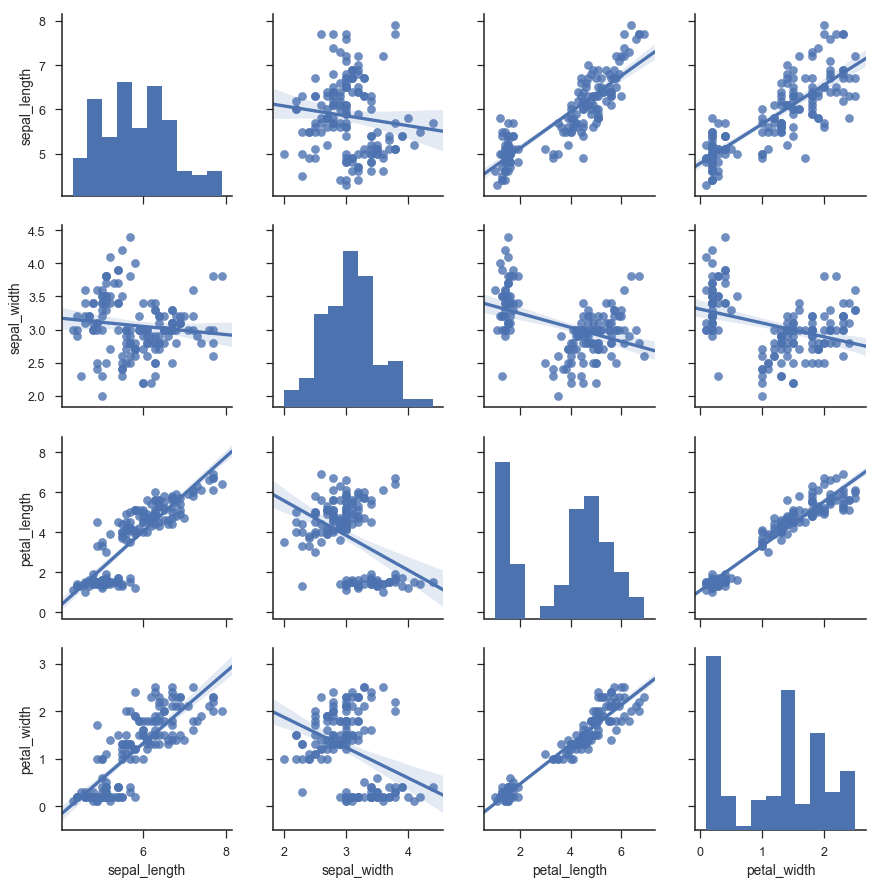 8
7
6
5
sepal_length
4.5
4.0
3.5
3.0
2.5
2.0
sepal_width
8
6
4
2
0
petal_length
3
2
1
0
petal_width
6 8
sepal_length
2 3 4
sepal_width
2 4 6
petal_length
0 1 2
petal_width